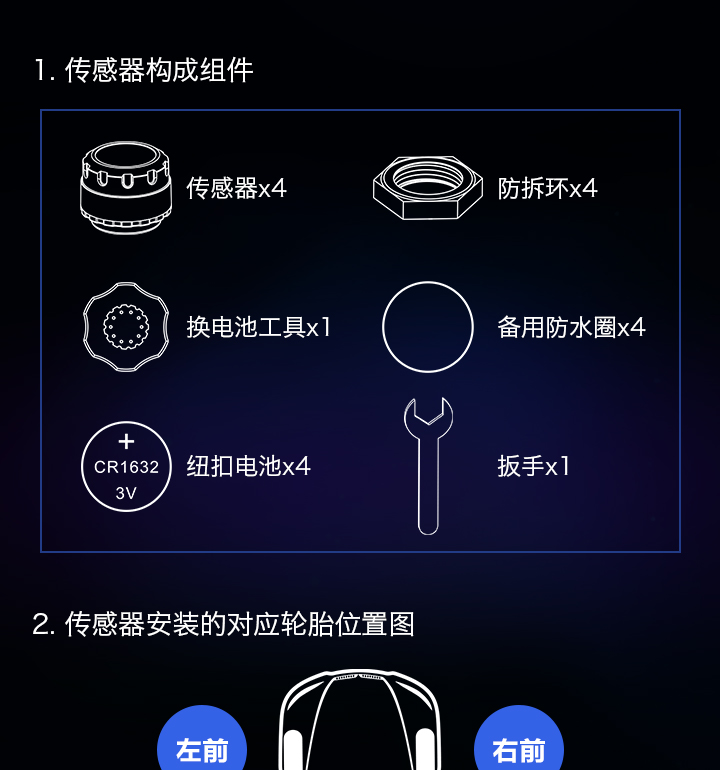 1. 传感器构成组件
传感器x4
防拆环x4
换电池工具x1
备用防水圈x4
+
CR1632
3V
纽扣电池x4
扳手x1
2. 传感器安装的对应轮胎位置图
左前
右前